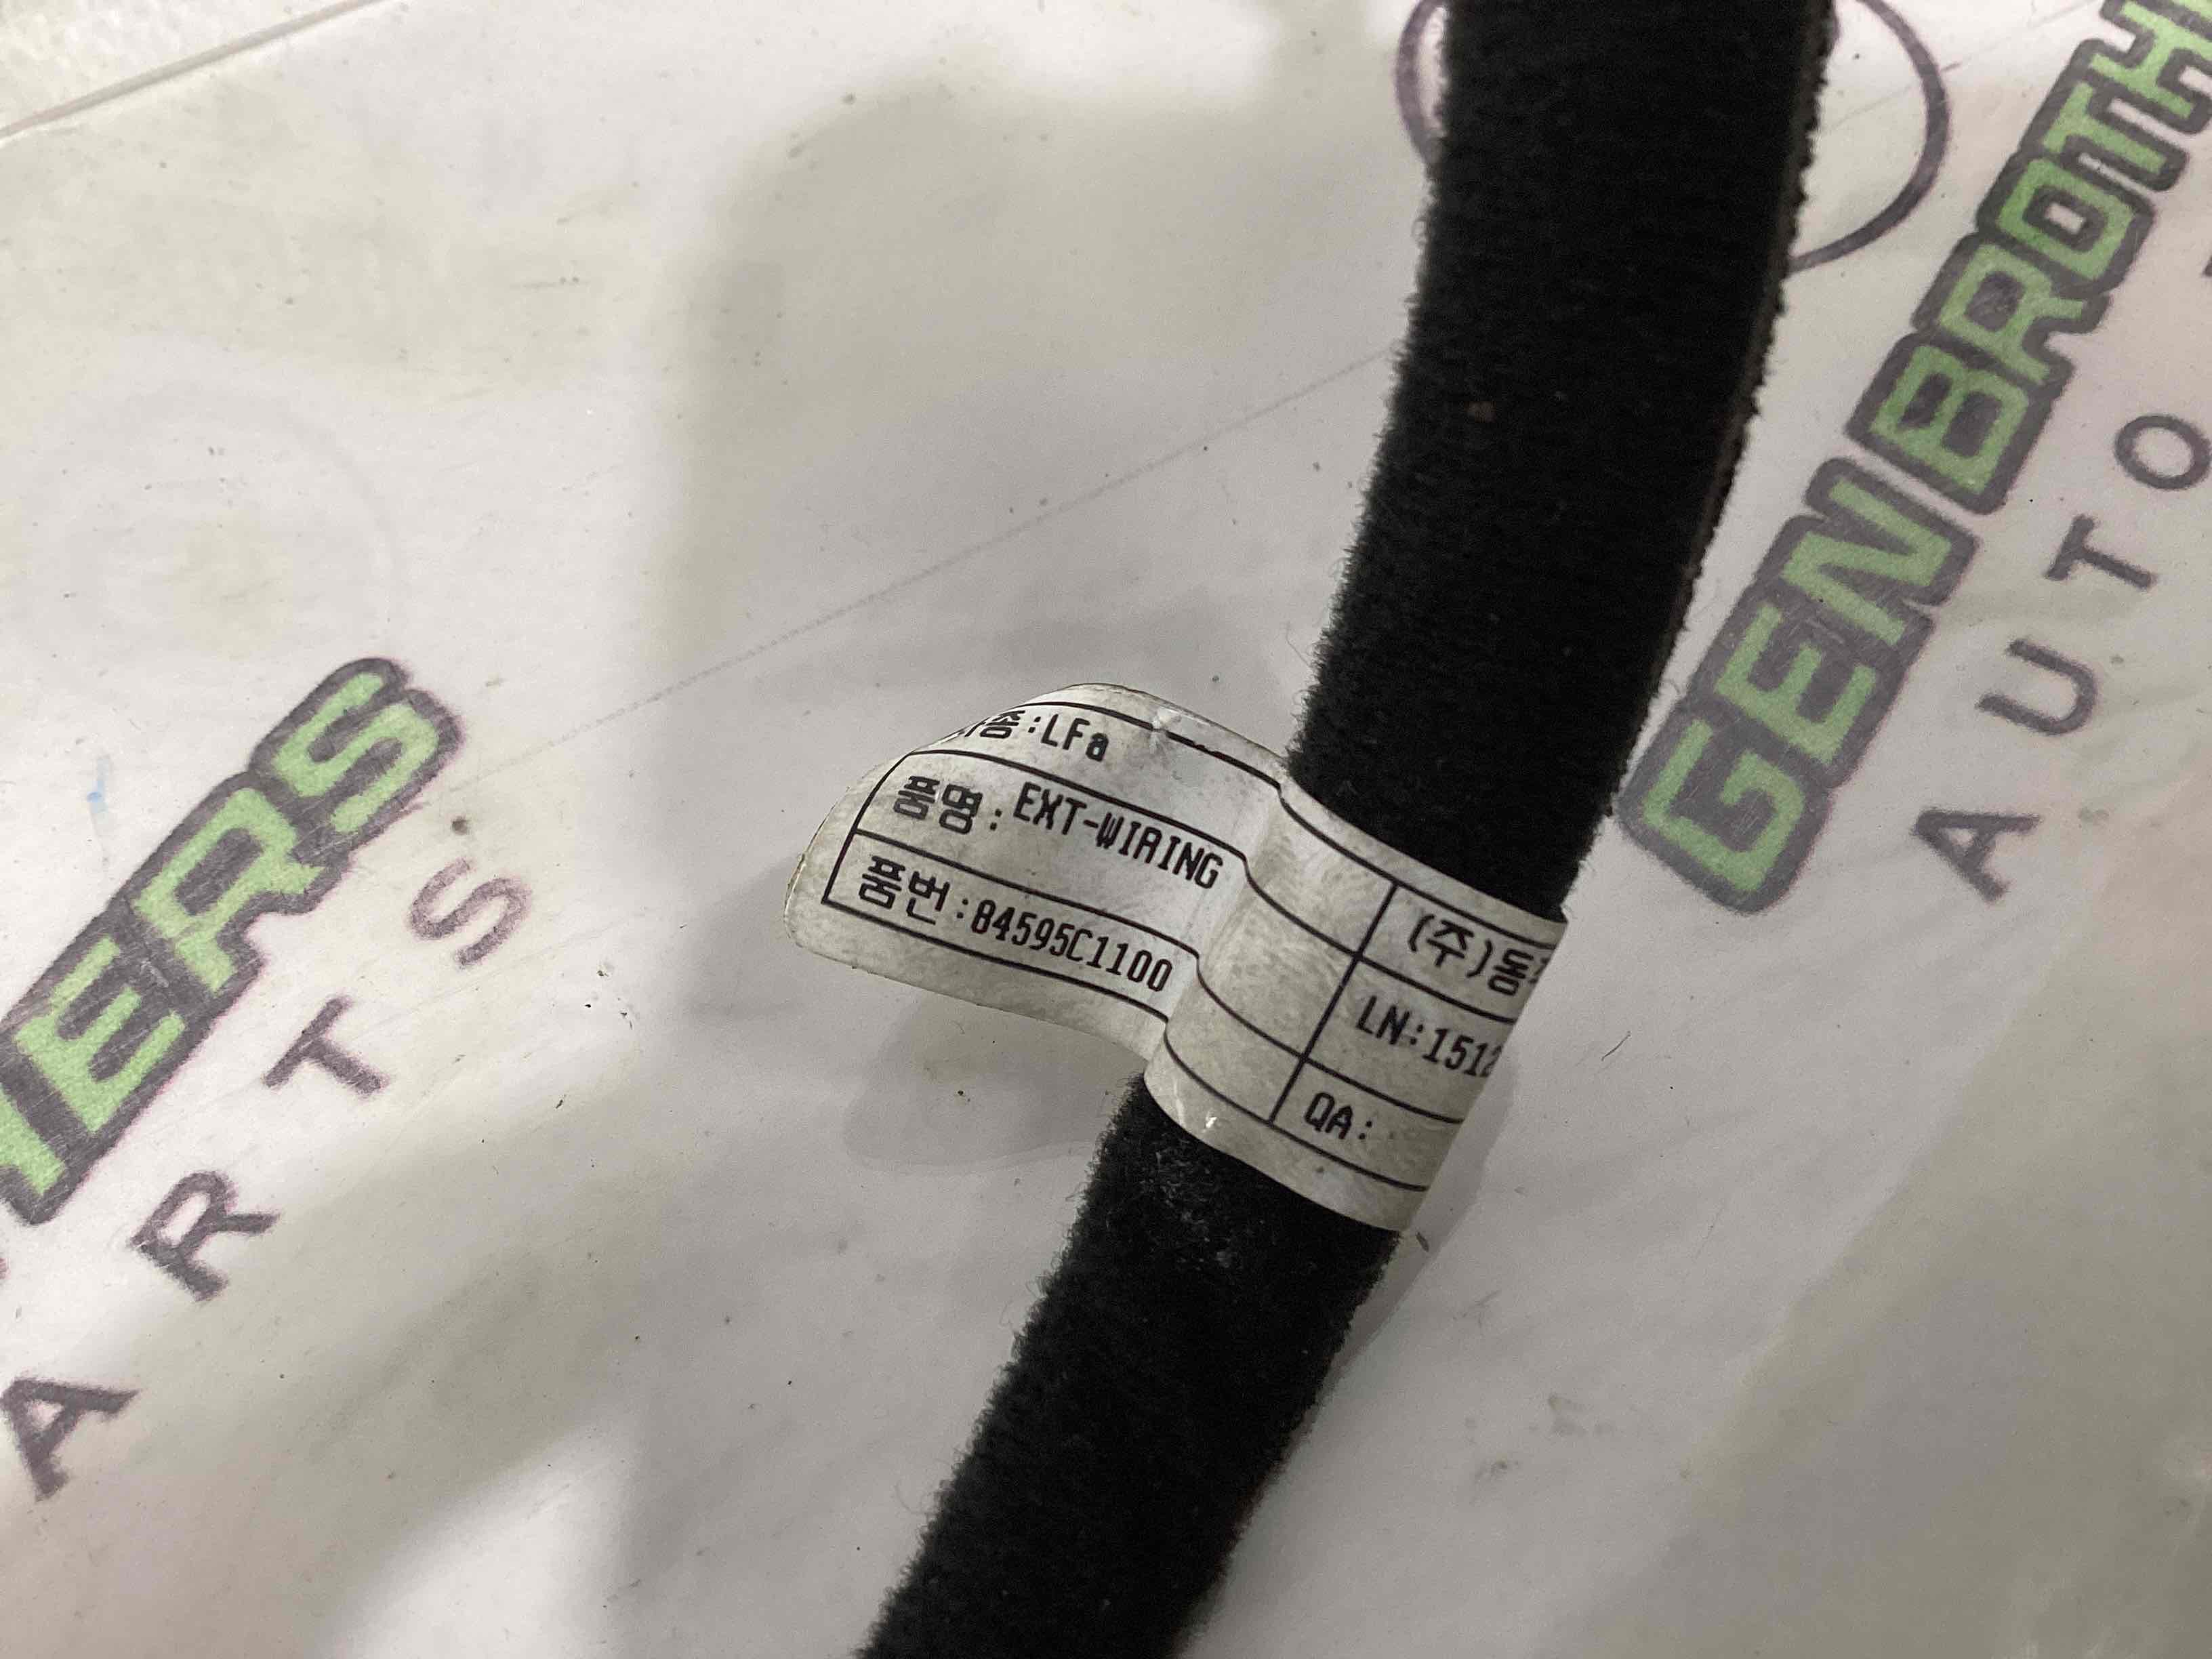 :LFa
품명:EXT-WIRING
품번:84595C1100
(주)동
LN:1512
QA:
GENBROTH
AUTO
ERS
ARTS